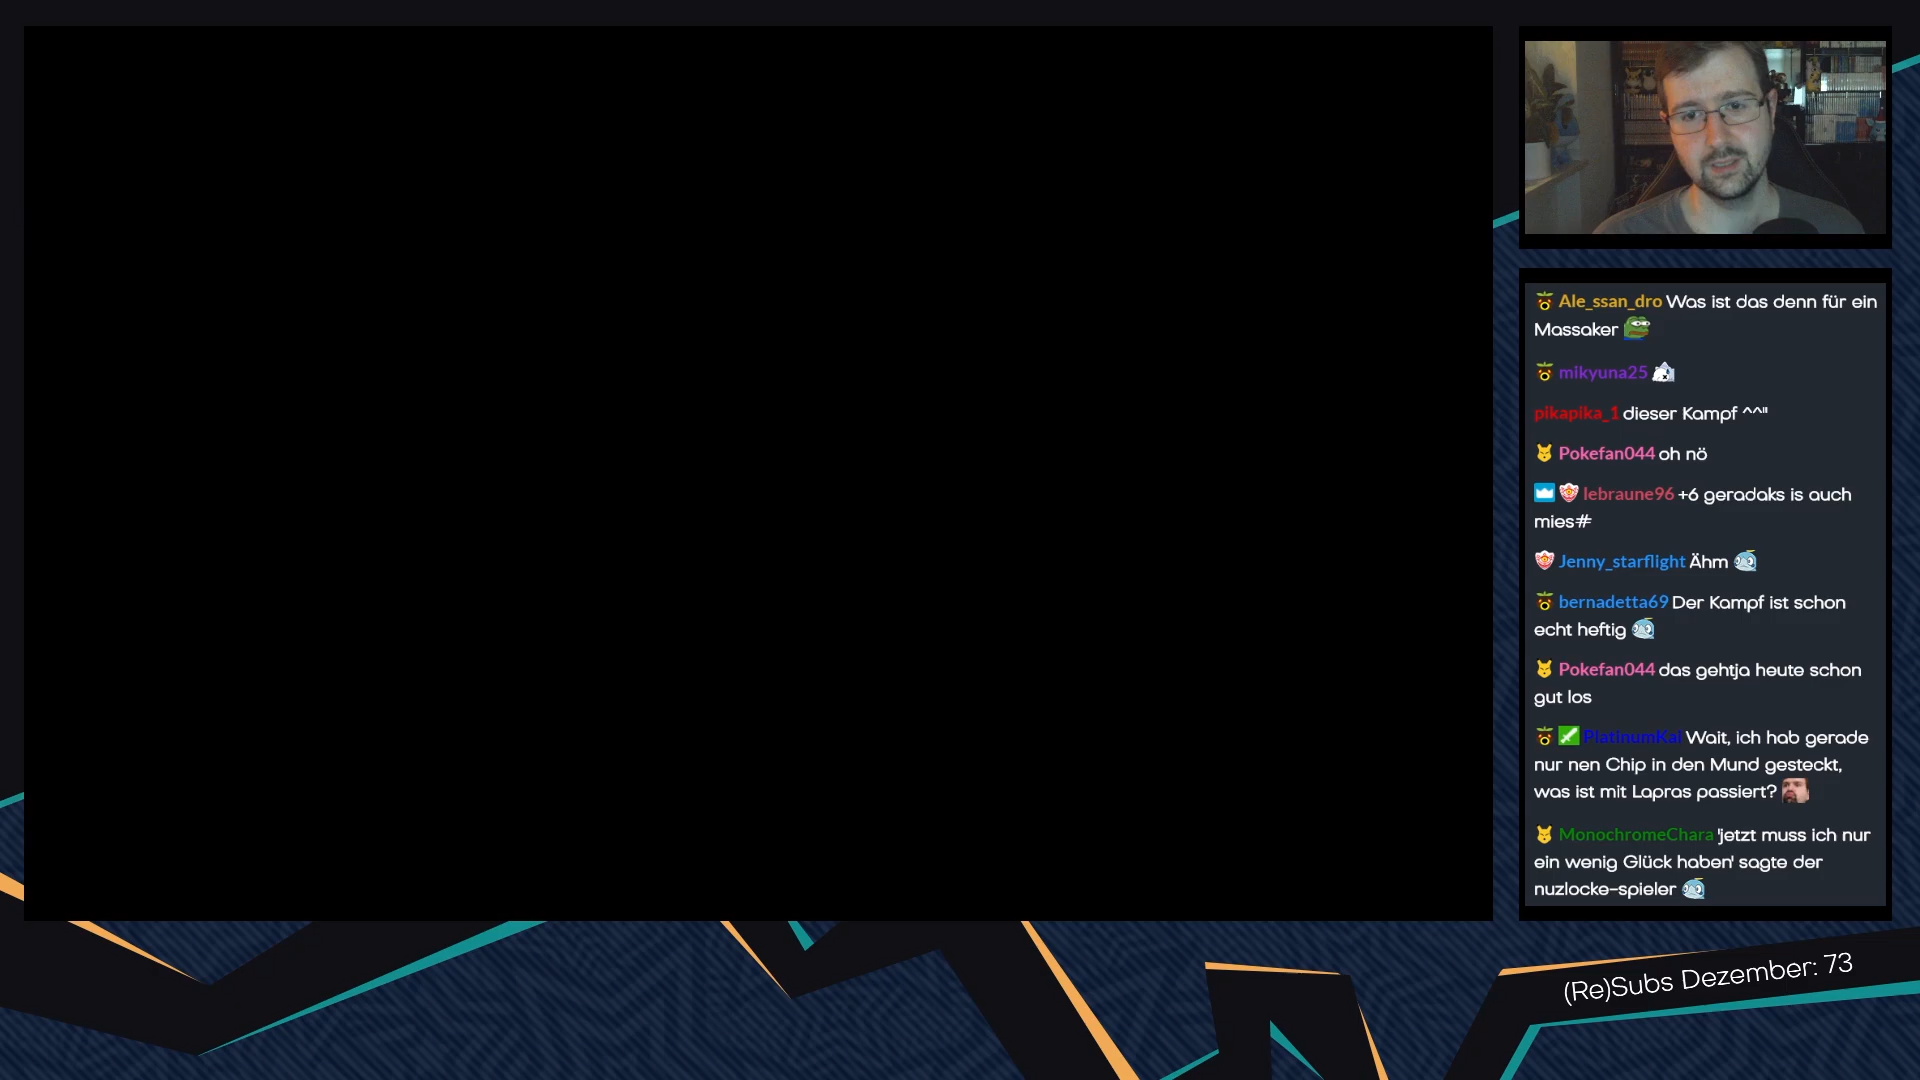 Ale_ssan_dro Was ist das denn für ein
Massaker
mikyuna25
pikapika_1 dieser Kampf ^^"
Pokefan044 oh nö
lebraune96 +6 geradaks is auch
mies#
Jenny_starflight Ähm
bernadetta69 Der Kampf ist schon
echt heftig
Pokefan044 das gehtja heute schon
gut los
PlatinumKai Wait, ich hab gerade
nur nen Chip in den Mund gesteckt,
was ist mit Lapras passiert?
MonochromeChara 'jetzt muss ich nur
ein wenig Glück haben' sagte der
nuzlocke-spieler
(Re)Subs Dezember: 73